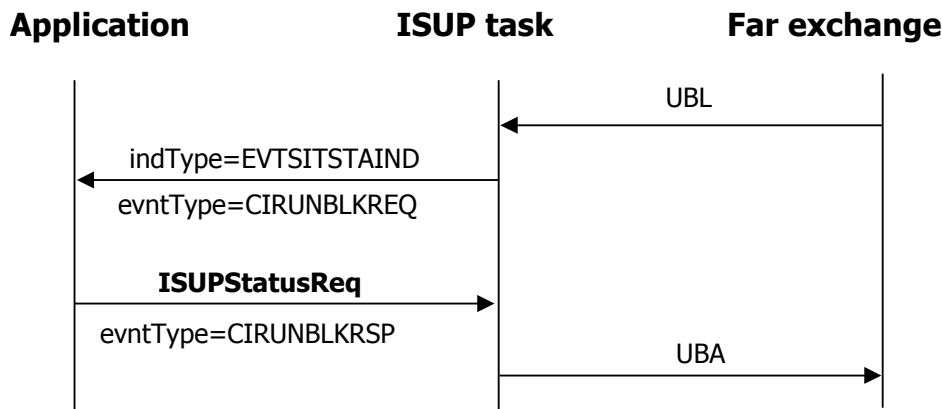 Application ISUP task Far exchange
UBL
indType=EVTSITSTAIND
evntType=CIRUNBLKREQ
ISUPStatusReq
evntType=CIRUNBLKRSP
UBA